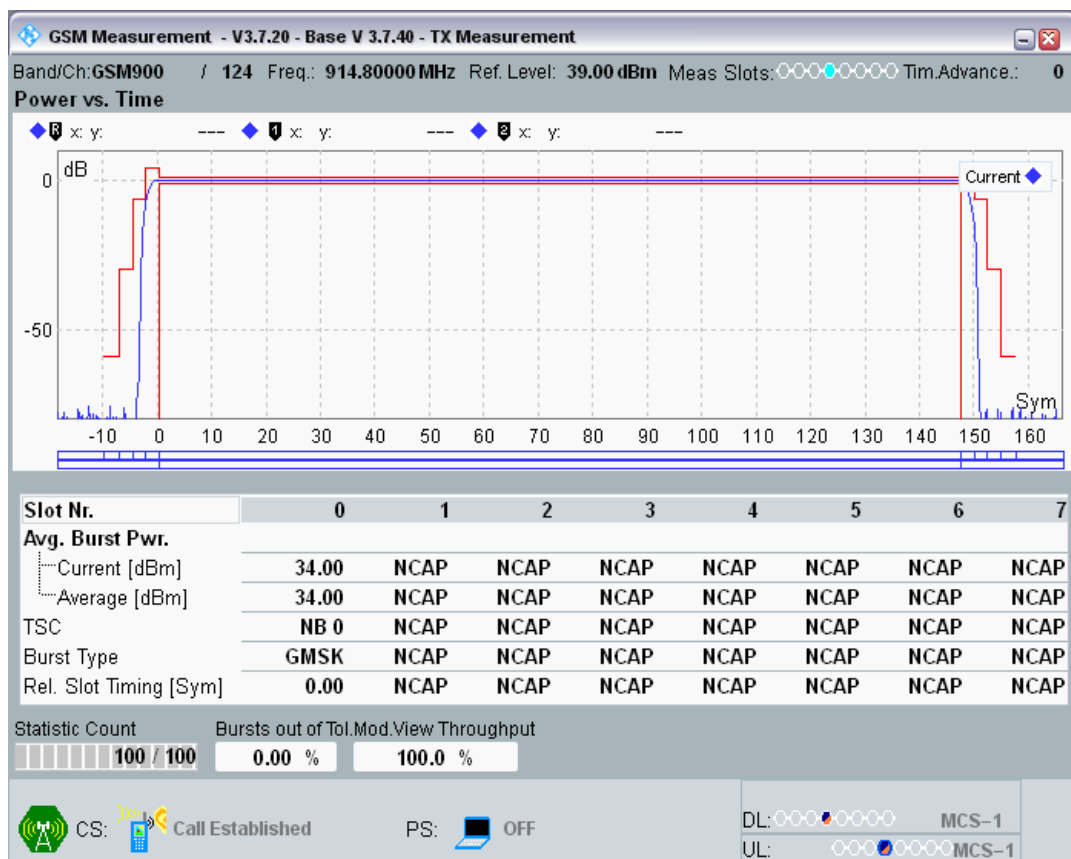 GSM Measurement - V3.7.20 - Base V 3.7.40 - TX Measurement
Band/Ch:GSM900 / 124 Freq.: 914.80000 MHz Ref. Level: 39.00 dBm Meas Slots: Tim.Advance.: 0
Power vs. Time
R x: y: --- 1 x: y: --- 2 x: y: ---
dB
0
Current
-50
Sym
-10 0 10 20 30 40 50 60 70 80 90 100 110 120 130 140 150 160
Slot Nr. 0 1 2 3 4 5 6 7
Avg. Burst Pwr.
Current [dBm] 34.00 NCAP NCAP NCAP NCAP NCAP NCAP NCAP
Average [dBm] 34.00 NCAP NCAP NCAP NCAP NCAP NCAP NCAP
TSC NB 0 NCAP NCAP NCAP NCAP NCAP NCAP NCAP
Burst Type GMSK NCAP NCAP NCAP NCAP NCAP NCAP NCAP
Rel. Slot Timing [Sym] 0.00 NCAP NCAP NCAP NCAP NCAP NCAP NCAP
Statistic Count Bursts out of Tol. Mod.View Throughput
100 / 100 0.00 % 100.0 %
CS: Call Established PS: OFF DL: MCS-1
UL: MCS-1